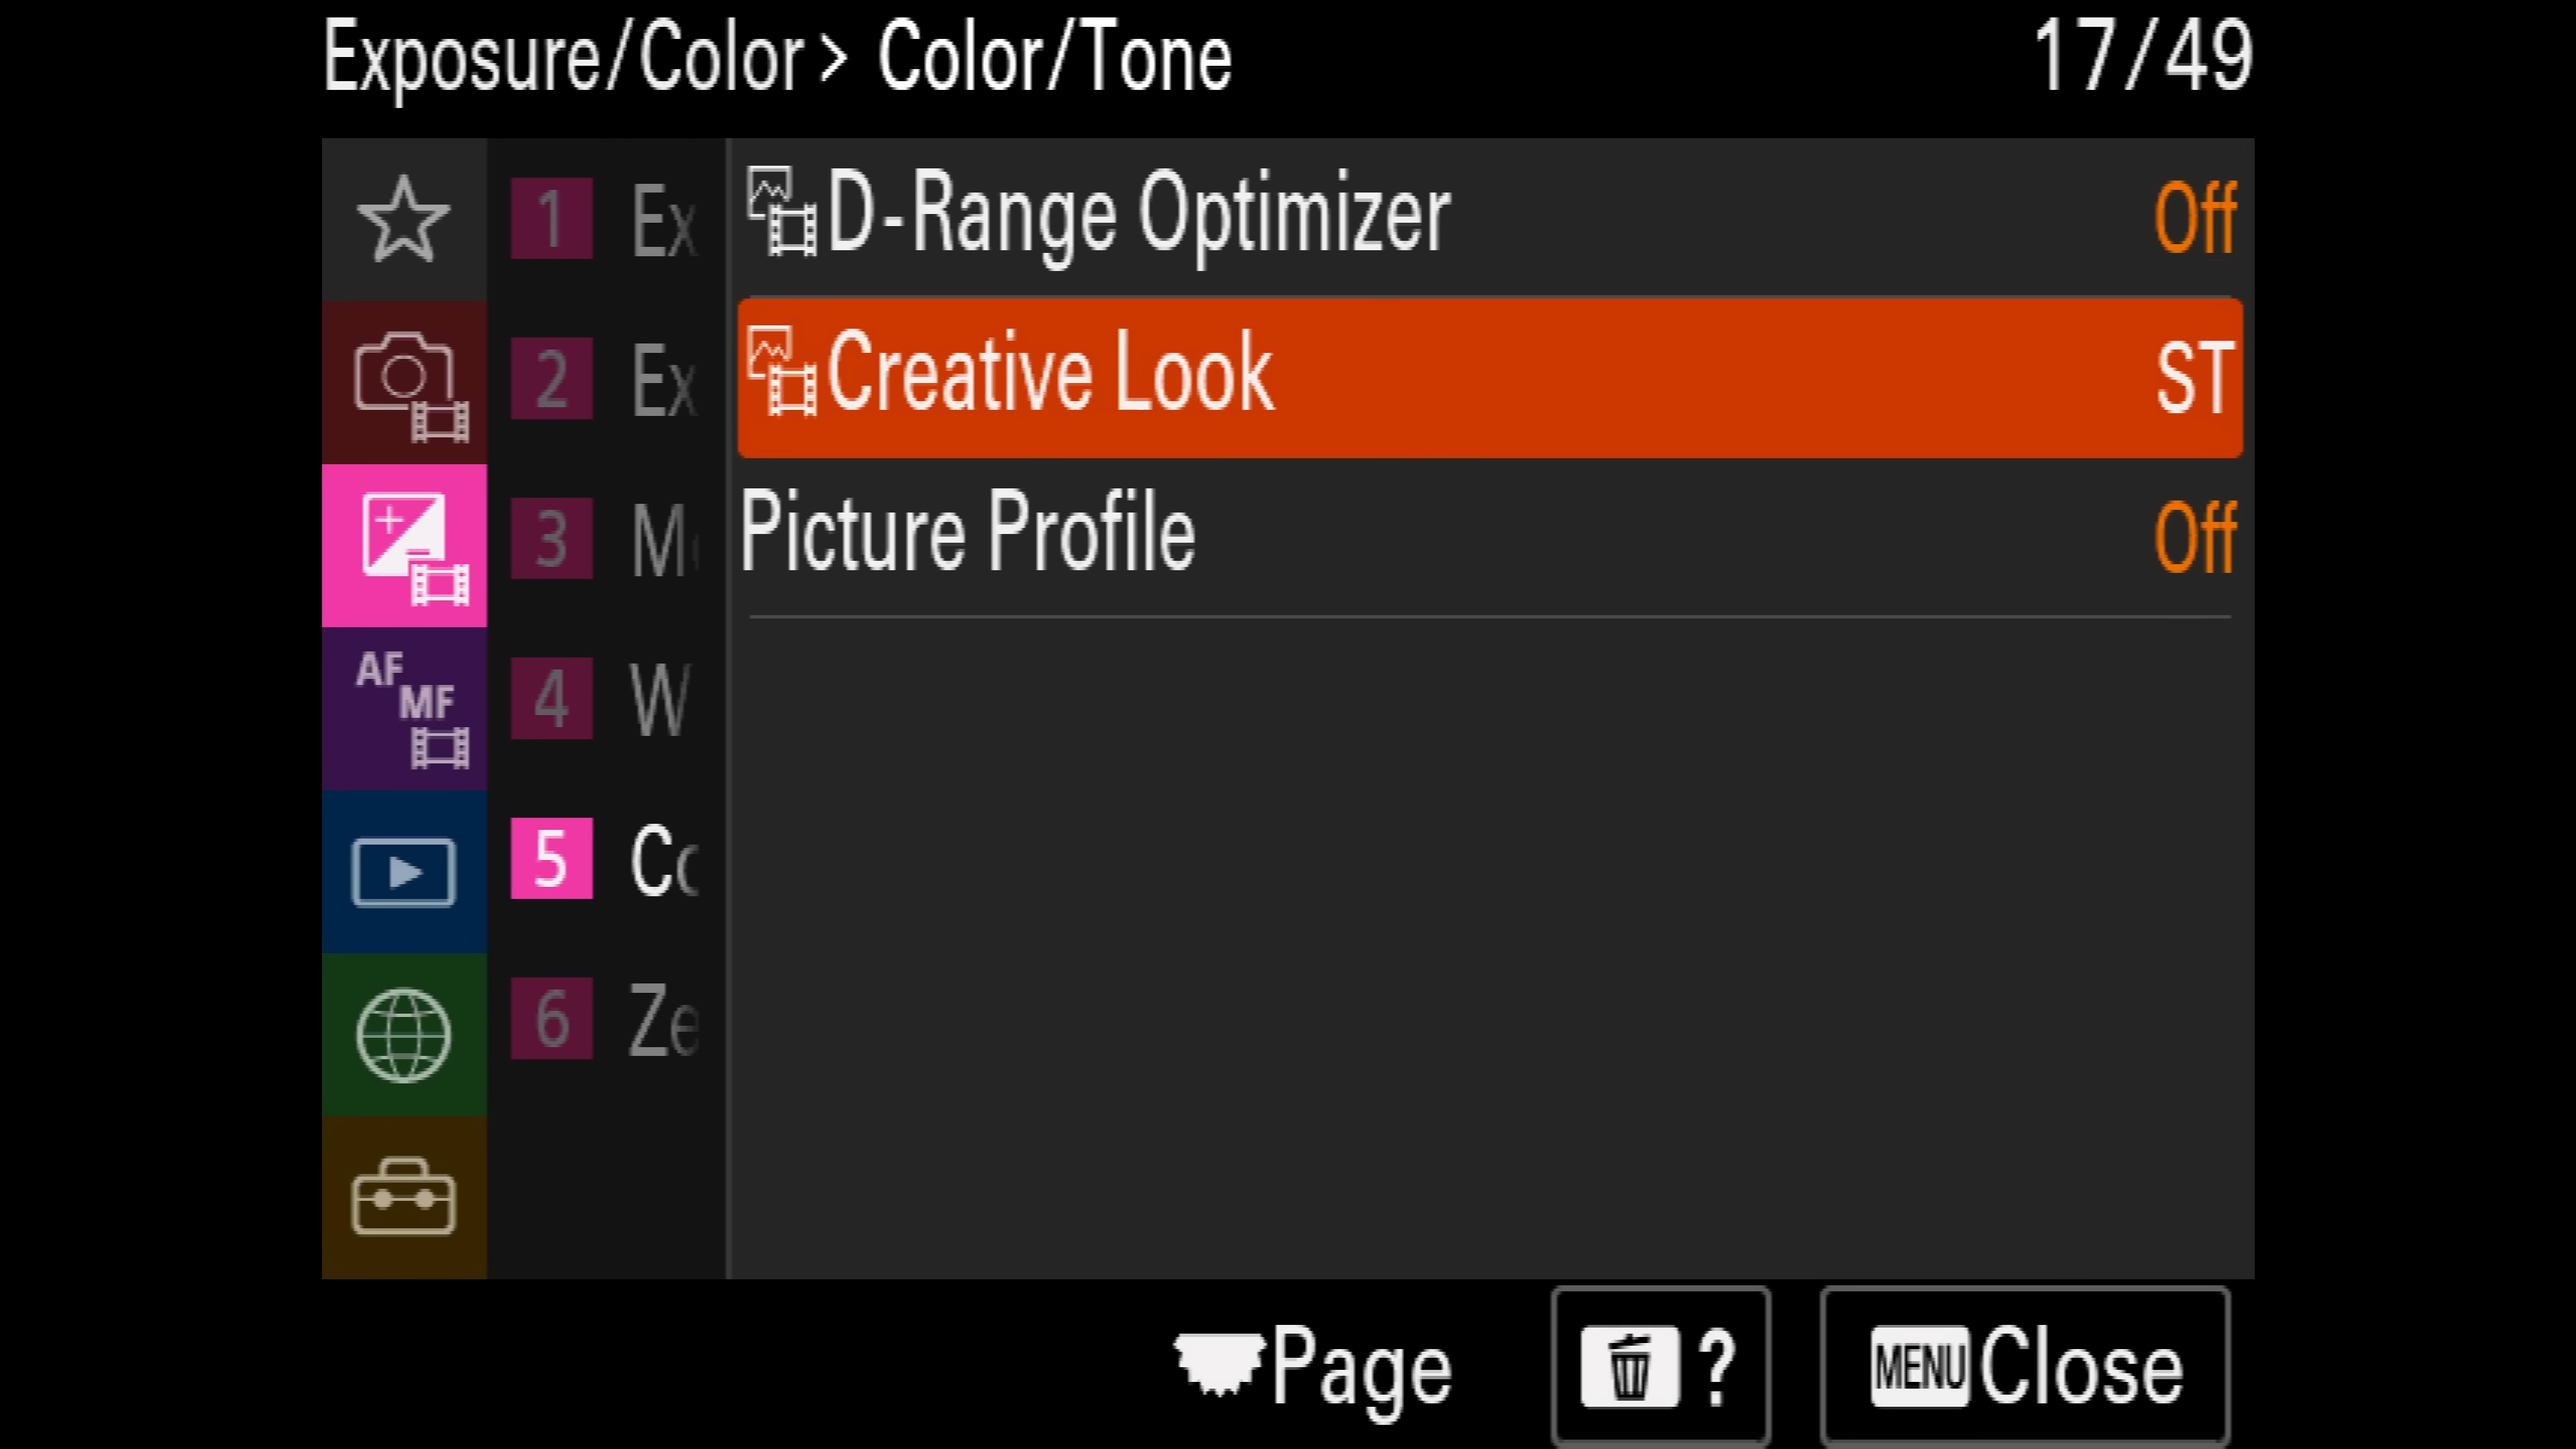 Exposure/Color> Color/Tone 17/49
1 Ex
2 Ex
3 M
4 W
5 Co
6 Ze
AF
MF
D-Range Optimizer Off
Creative Look ST
Picture Profile Off
Page
?
MENU Close